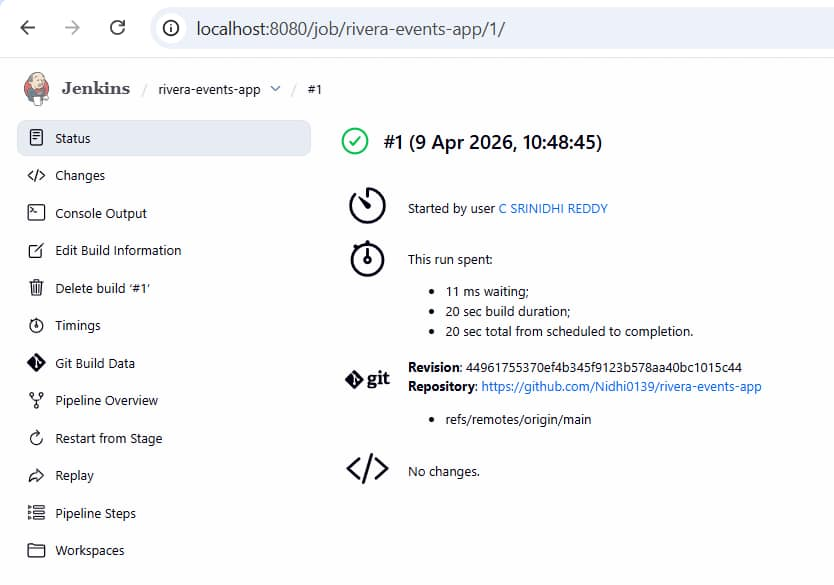 localhost:8080/job/rivera-events-app/1/
Jenkins / rivera-events-app / #1
Status
Changes
Console Output
Edit Build Information
Delete build ‘#1’
Timings
Git Build Data
Pipeline Overview
Restart from Stage
Replay
Pipeline Steps
Workspaces
#1 (9 Apr 2026, 10:48:45)
Started by user C SRINIDHI REDDY
This run spent:
• 11 ms waiting;
• 20 sec build duration;
• 20 sec total from scheduled to completion.
git
Revision: 44961755370ef4b345f9123b578aa40bc1015c44
Repository: https://github.com/Nidhi0139/rivera-events-app
• refs/remotes/origin/main
No changes.